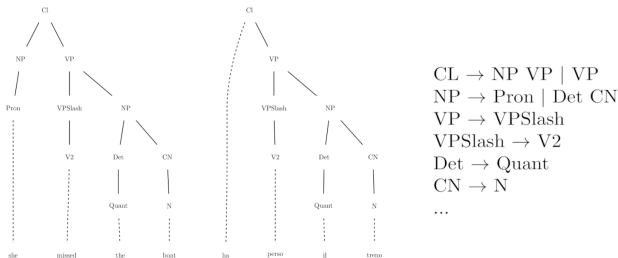 Cl
NP VP
Pron VPSlash NP
V2 Det CN
Quant N
she missed the boat
Cl
VP
VPSlash NP
V2 Det CN
Quant N
ha perso il treno
CL → NP VP | VP
NP → Pron | Det CN
VP → VPSlash
VPSlash → V2
Det → Quant
CN → N
...